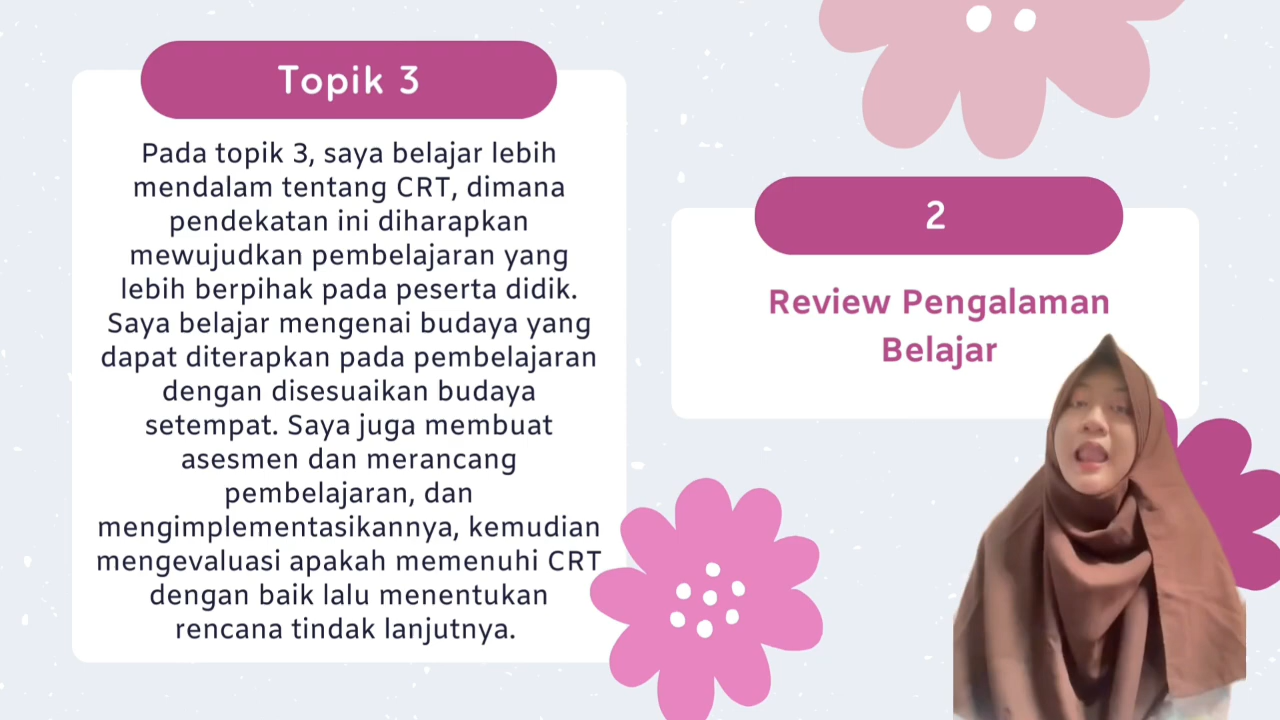 Topik 3
Pada topik 3, saya belajar lebih
mendalam tentang CRT, dimana
pendekatan ini diharapkan
mewujudkan pembelajaran yang
lebih berpihak pada peserta didik.
Saya belajar mengenai budaya yang
dapat diterapkan pada pembelajaran
dengan disesuaikan budaya
setempat. Saya juga membuat
asesmen dan merancang
pembelajaran, dan
mengimplementasikannya, kemudian
mengevaluasi apakah memenuhi CRT
dengan baik lalu menentukan
rencana tindak lanjutnya.
2
Review Pengalaman
Belajar